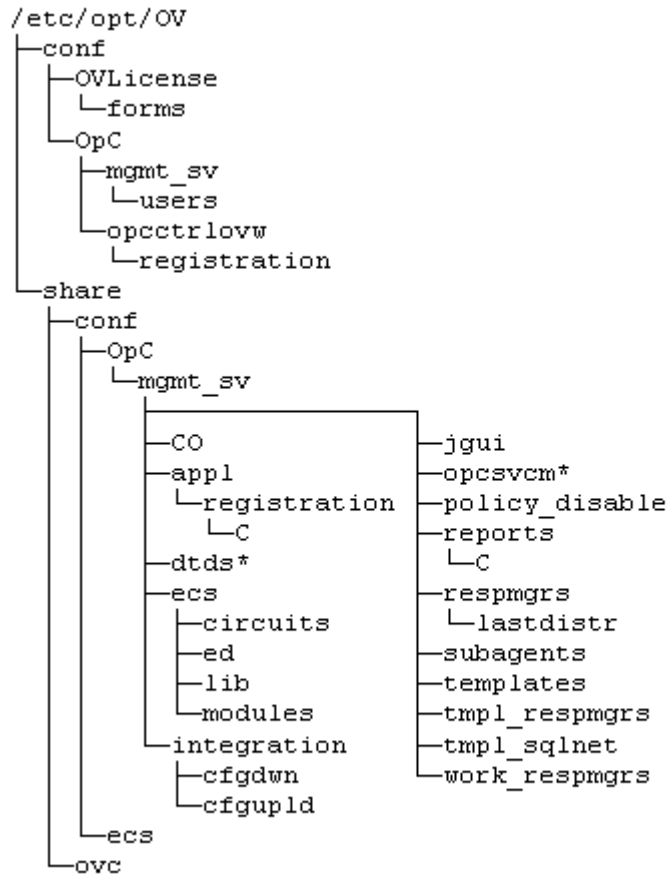 /etc/opt/OV
conf
OVLicense
forms
OpC
mgmt_sv
users
opcctrlovw
registration
share
conf
OpC
mgmt_sv
CO
appl
registration
C
dtds*
ecs
circuits
ed
lib
modules
integration
cfgdwn
cfgupld
jgui
opcsvcm*
policy_disable
reports
C
respmgrs
lastdistr
subagents
templates
tmpl_respmgrs
tmpl_sqlnet
work_respmgrs
ecs
ovc